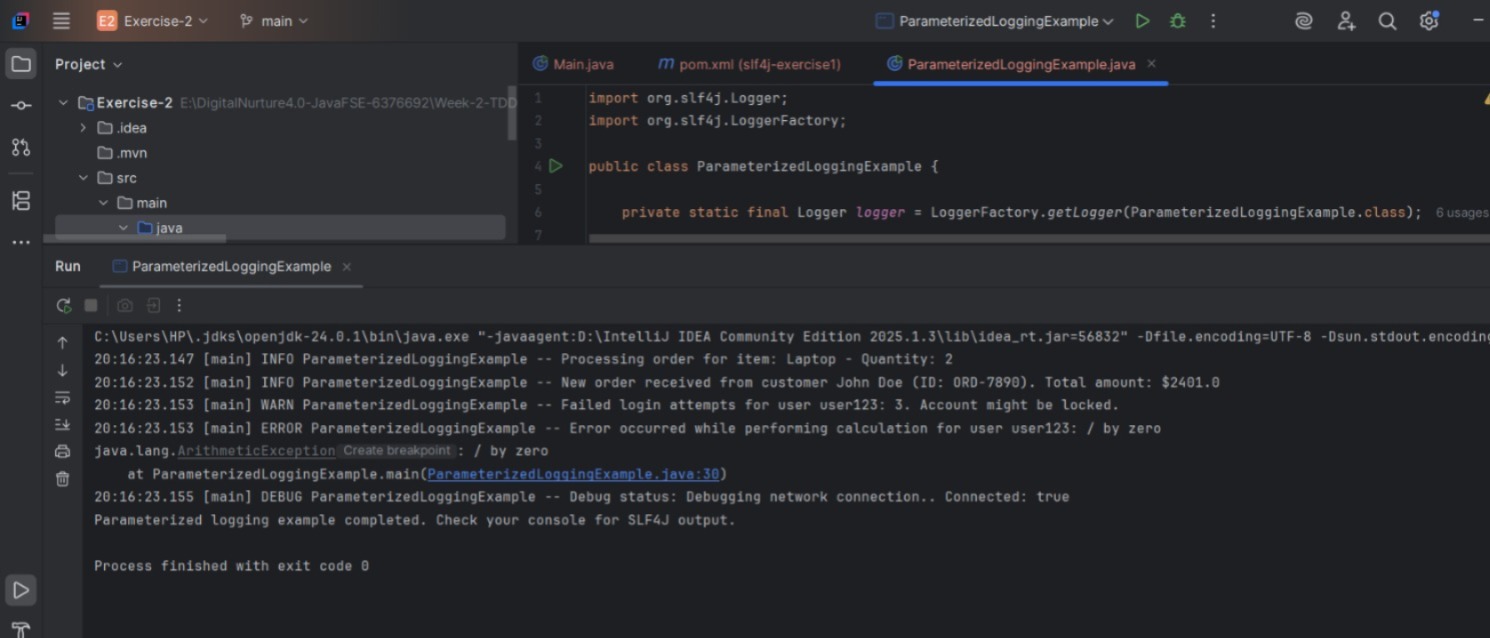 E2 Exercise-2 main ParameterizedLoggingExample
Project
Main.java pom.xml (slf4j-exercise1) ParameterizedLoggingExample.java
Exercise-2 E:\DigitalNurture4.0-JavaFSE-6376692\Week-2-TDD
.idea
.mvn
src
main
java
1 import org.slf4j.Logger;
2 import org.slf4j.LoggerFactory;
3
4 public class ParameterizedLoggingExample {
5
6 private static final Logger logger = LoggerFactory.getLogger(ParameterizedLoggingExample.class); 6 usages
7
Run ParameterizedLoggingExample
C:\Users\HP\.jdks\openjdk-24.0.1\bin\java.exe "-javaagent:D:\IntelliJ IDEA Community Edition 2025.1.3\lib\idea_rt.jar=56832" -Dfile.encoding=UTF-8 -Dsun.stdout.encoding
20:16:23.147 [main] INFO ParameterizedLoggingExample -- Processing order for item: Laptop - Quantity: 2
20:16:23.152 [main] INFO ParameterizedLoggingExample -- New order received from customer John Doe (ID: ORD-7890). Total amount: $2401.0
20:16:23.153 [main] WARN ParameterizedLoggingExample -- Failed login attempts for user user123: 3. Account might be locked.
20:16:23.153 [main] ERROR ParameterizedLoggingExample -- Error occurred while performing calculation for user user123: / by zero
java.lang.ArithmeticException Create breakpoint : / by zero
at ParameterizedLoggingExample.main(ParameterizedLoggingExample.java:30)
20:16:23.155 [main] DEBUG ParameterizedLoggingExample -- Debug status: Debugging network connection.. Connected: true
Parameterized logging example completed. Check your console for SLF4J output.
Process finished with exit code 0